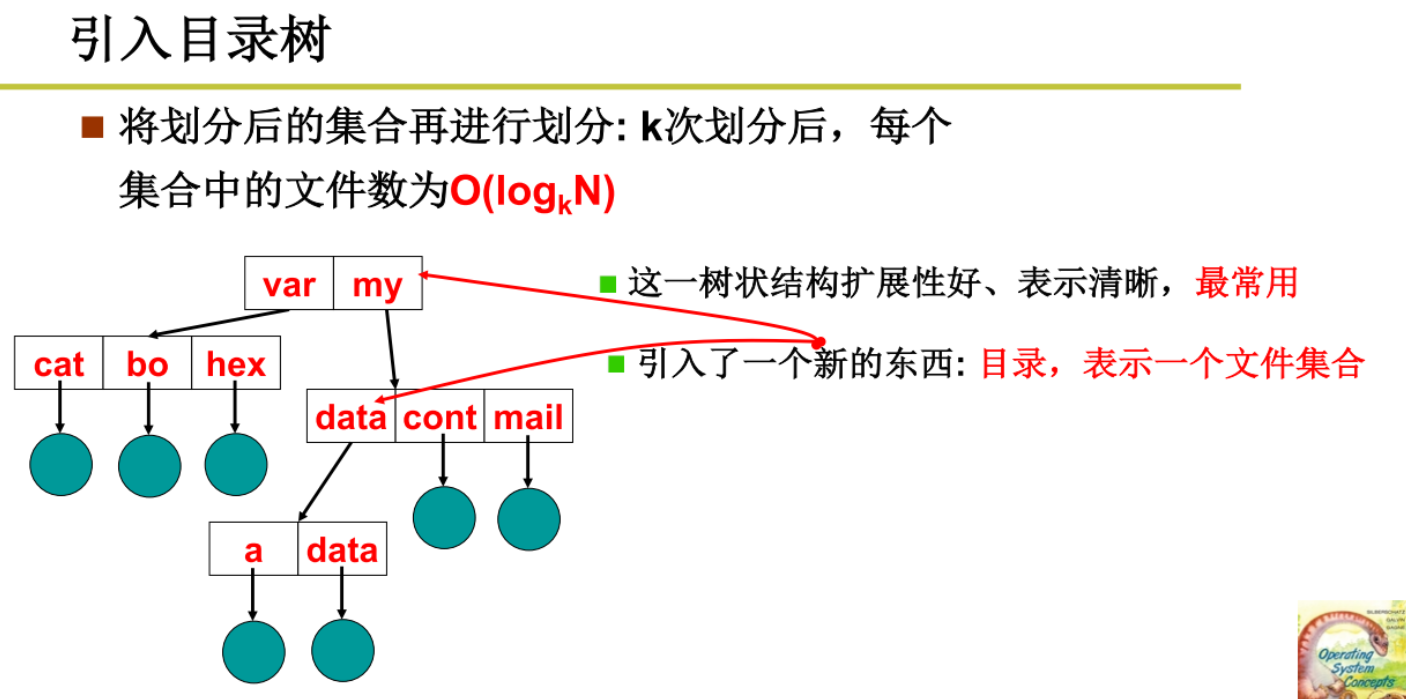 引入目录树
将划分后的集合再进行划分: k次划分后，每个
集合中的文件数为O(logkN)
var my
这一树状结构扩展性好、表示清晰，最常用
cat bo hex
引入了一个新的东西: 目录，表示一个文件集合
data cont mail
a data
Operating
System
Concepts